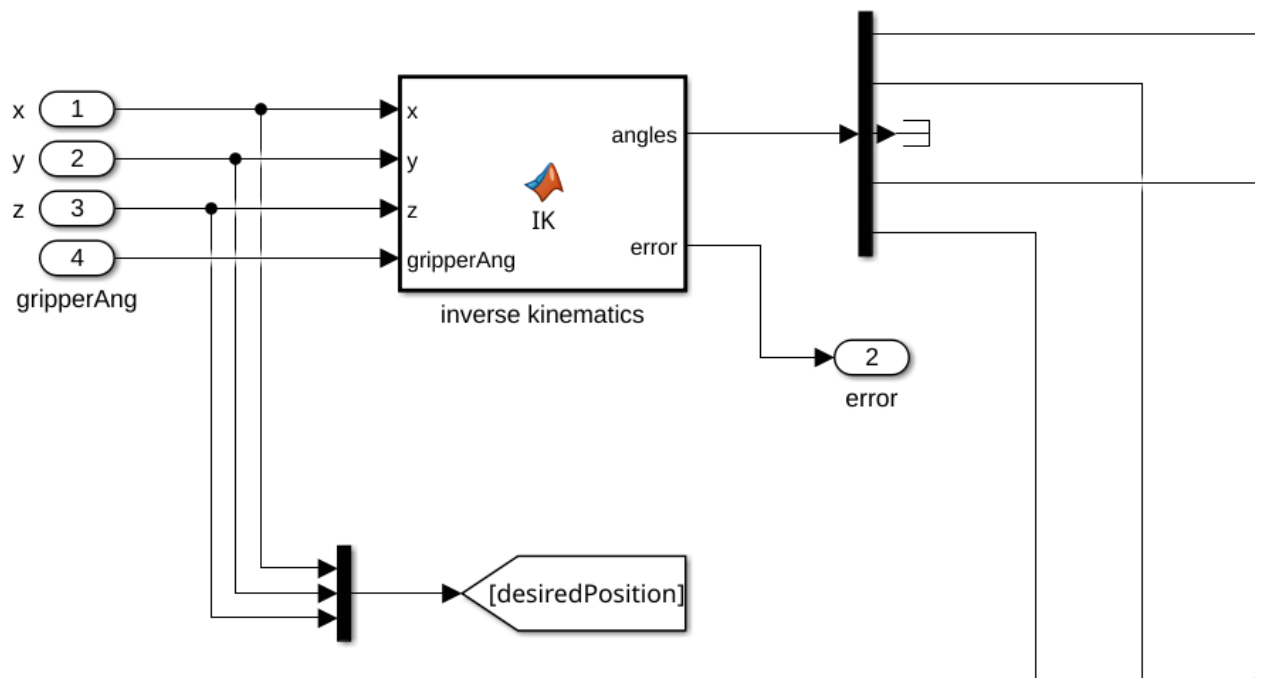 x
1
x
angles
y
2
y
z
3
z
IK
error
4
gripperAng
gripperAng
inverse kinematics
2
error
[desiredPosition]